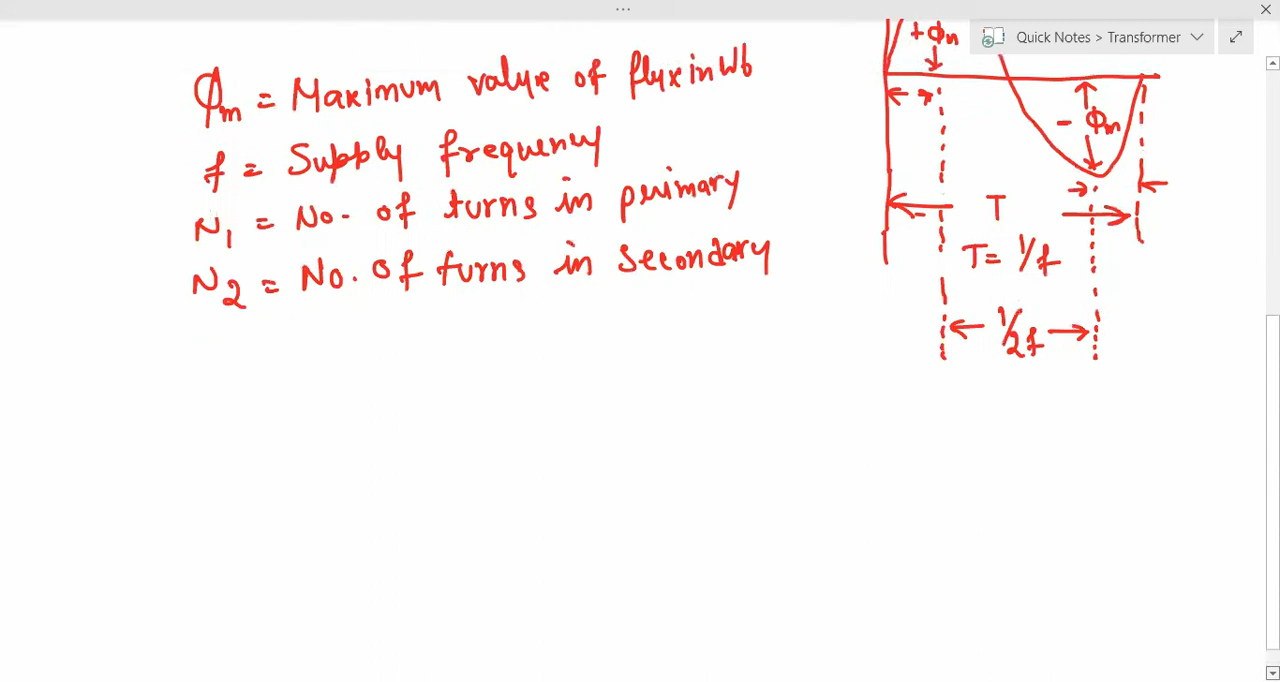 Quick Notes > Transformer
+ Φm
Φm = Maximum value of flux in Wb
f = Supply frequency
N1 = No. of turns in primary
N2 = No. of turns in secondary
- Φm
T
T = 1/f
1/2f